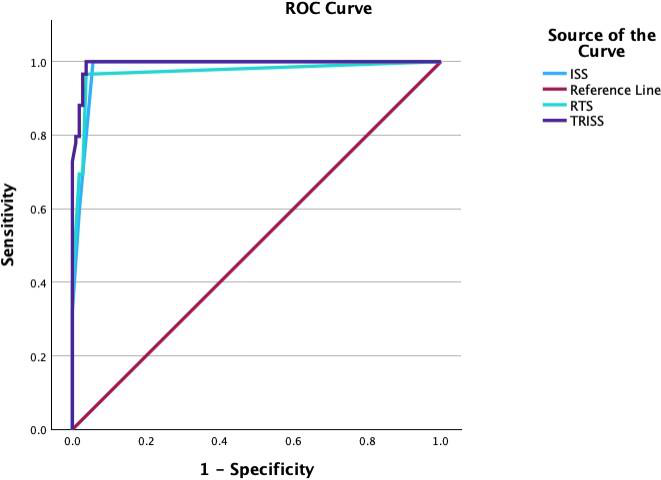 ROC Curve
Source of the
Curve
ISS
Reference Line
RTS
TRISS
Sensitivity
1.0
0.8
0.6
0.4
0.2
0.0
0.0 0.2 0.4 0.6 0.8 1.0
1 – Specificity